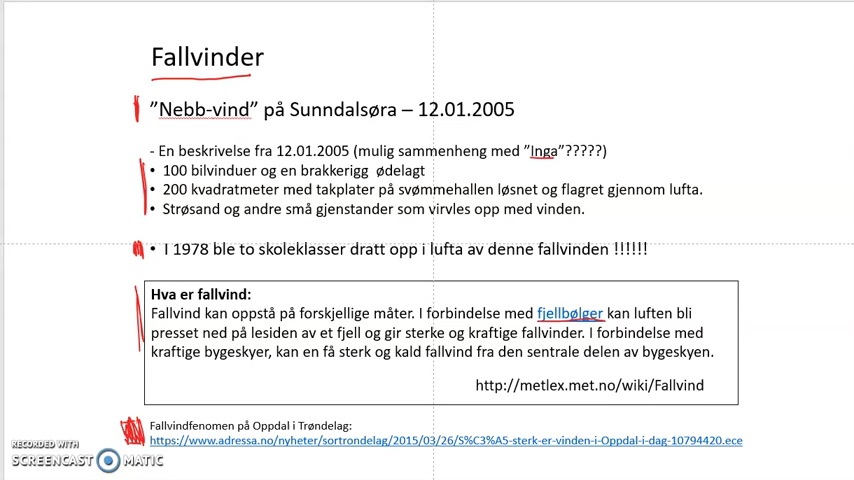 Fallvinder
"Nebb-vind" på Sunndalsøra – 12.01.2005
- En beskrivelse fra 12.01.2005 (mulig sammenheng med "Inga"?????)
• 100 bilvinduer og en brakkerigg ødelagt
• 200 kvadratmeter med takplater på svømmehallen løsnet og flagret gjennom lufta.
• Strøsand og andre små gjenstander som virvles opp med vinden.
• I 1978 ble to skoleklasser dratt opp i lufta av denne fallvinden !!!!!!
Hva er fallvind:
Fallvind kan oppstå på forskjellige måter. I forbindelse med fjellbølger kan luften bli
presset ned på lesiden av et fjell og gir sterke og kraftige fallvinder. I forbindelse med
kraftige bygeskyer, kan en få sterk og kald fallvind fra den sentrale delen av bygeskyen.
http://metlex.met.no/wiki/Fallvind
Fallvindfenomen på Oppdal i Trøndelag:
https://www.adressa.no/nyheter/sortrondelag/2015/03/26/S%C3%A5-sterk-er-vinden-i-Oppdal-i-dag-10794420.ece
RECORDED WITH
SCREENCAST MATIC